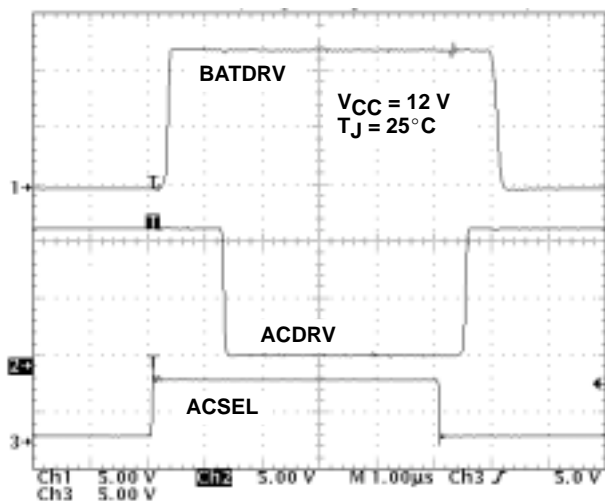 BATDRV
VCC = 12 V
TJ = 25°C
T
1
T
ACDRV
2
ACSEL
3
Ch1 5.00 V Ch2 5.00 V M 1.00µs Ch3 5.0 V
Ch3 5.00 V